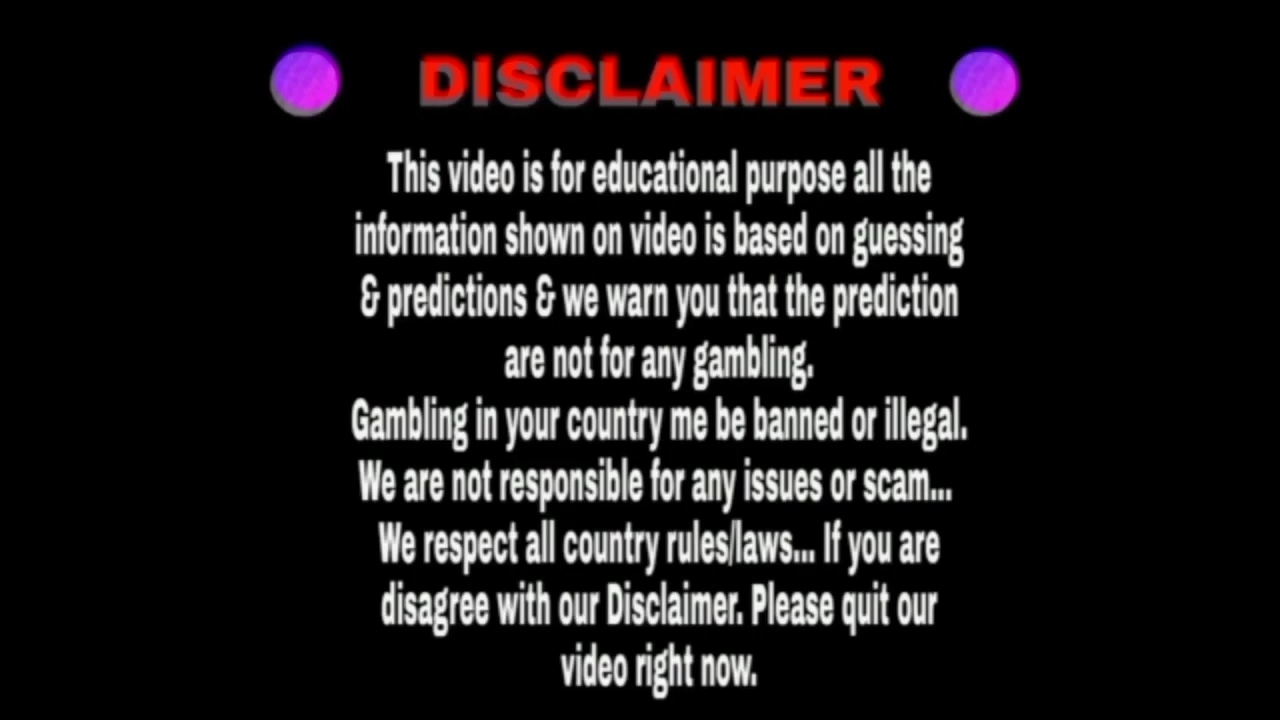 DISCLAIMER
This video is for educational purpose all the
information shown on video is based on guessing
& predictions & we warn you that the prediction
are not for any gambling.
Gambling in your country me be banned or illegal.
We are not responsible for any issues or scam...
We respect all country rules/laws... If you are
disagree with our Disclaimer. Please quit our
video right now.